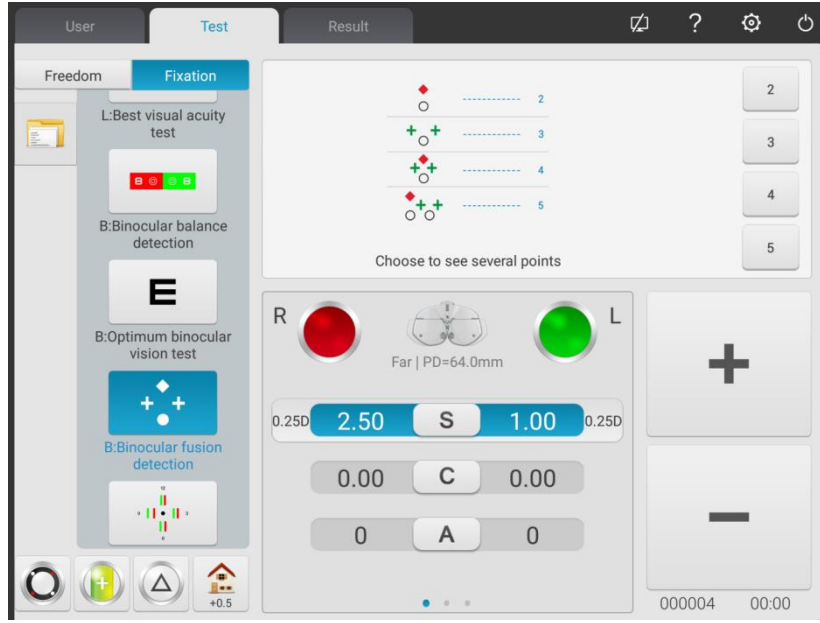 User
Test
Result
?
Freedom
Fixation
L:Best visual acuity
test
B:Binocular balance
detection
E
B:Optimum binocular
vision test
B:Binocular fusion
detection
+0.5
2
3
4
5
Choose to see several points
2
3
4
5
R
L
Far | PD=64.0mm
0.25D 2.50 S 1.00 0.25D
0.00 C 0.00
0 A 0
+
−
000004 00:00